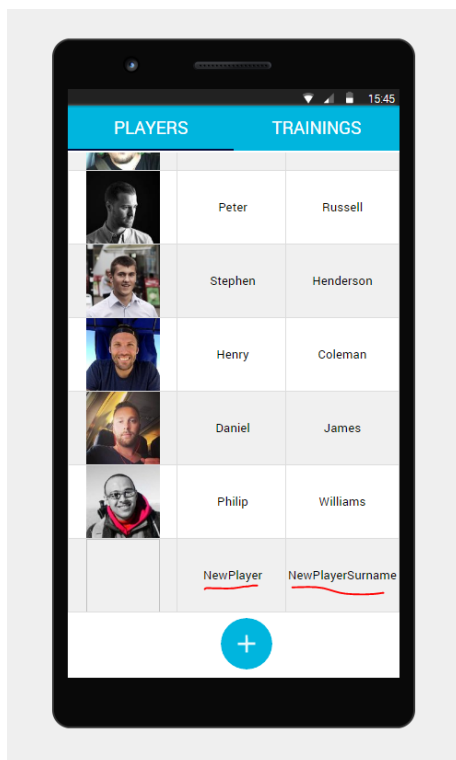 15:45
PLAYERS TRAININGS
Peter Russell
Stephen Henderson
Henry Coleman
Daniel James
Philip Williams
NewPlayer NewPlayerSurname
+